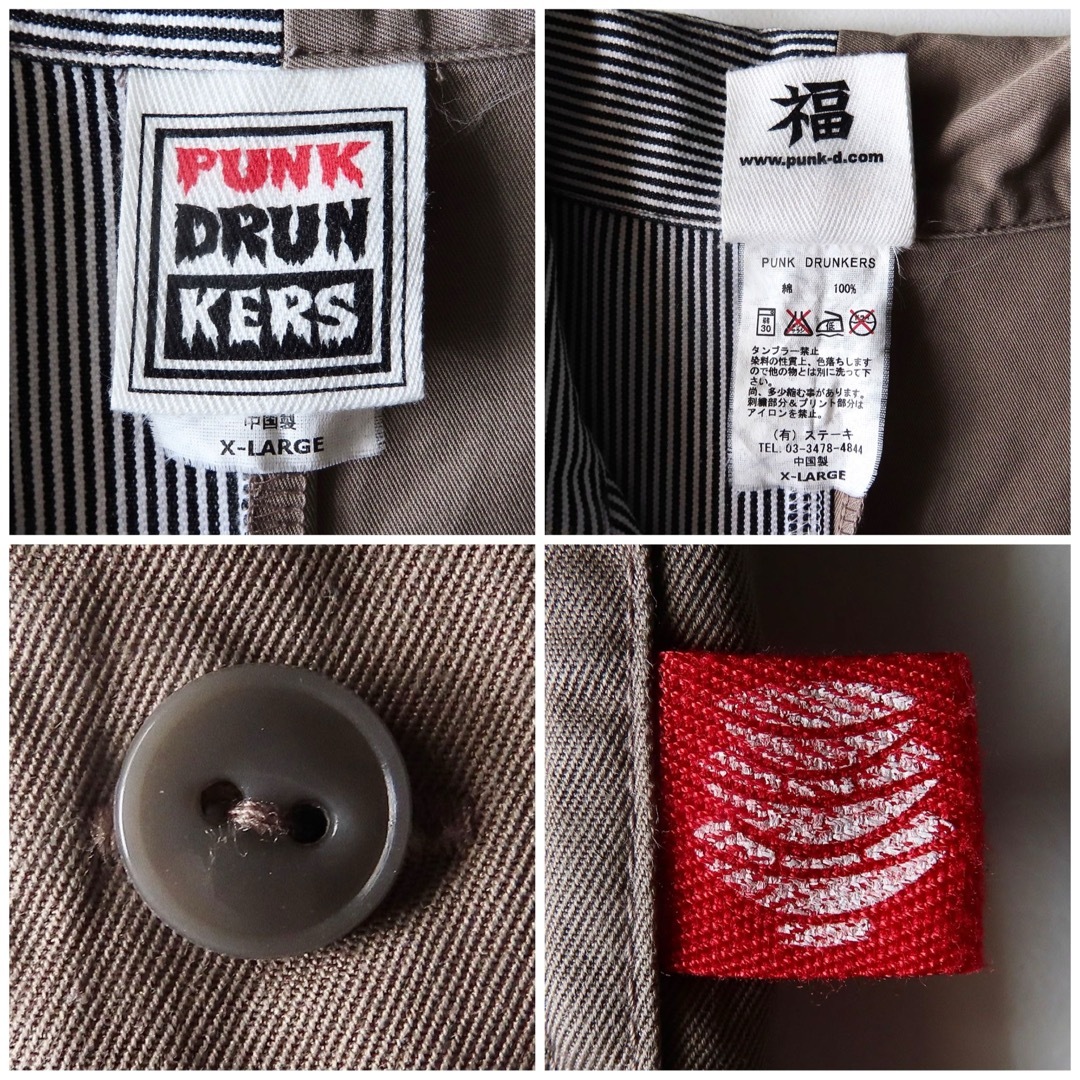 PUNK
DRUN
KERS
中国製
X-LARGE
福
www.punk-d.com
PUNK DRUNKERS
綿 100%
30 低
タンブラー禁止
染料の性質上、色落ちします
ので他の物とは別に洗って下
さい。
尚、多少縮む事があります。
刺繍部分&プリント部分は
アイロンを禁止。
(有) ステーキ
TEL. 03-3478-4844
中国製
X-LARGE